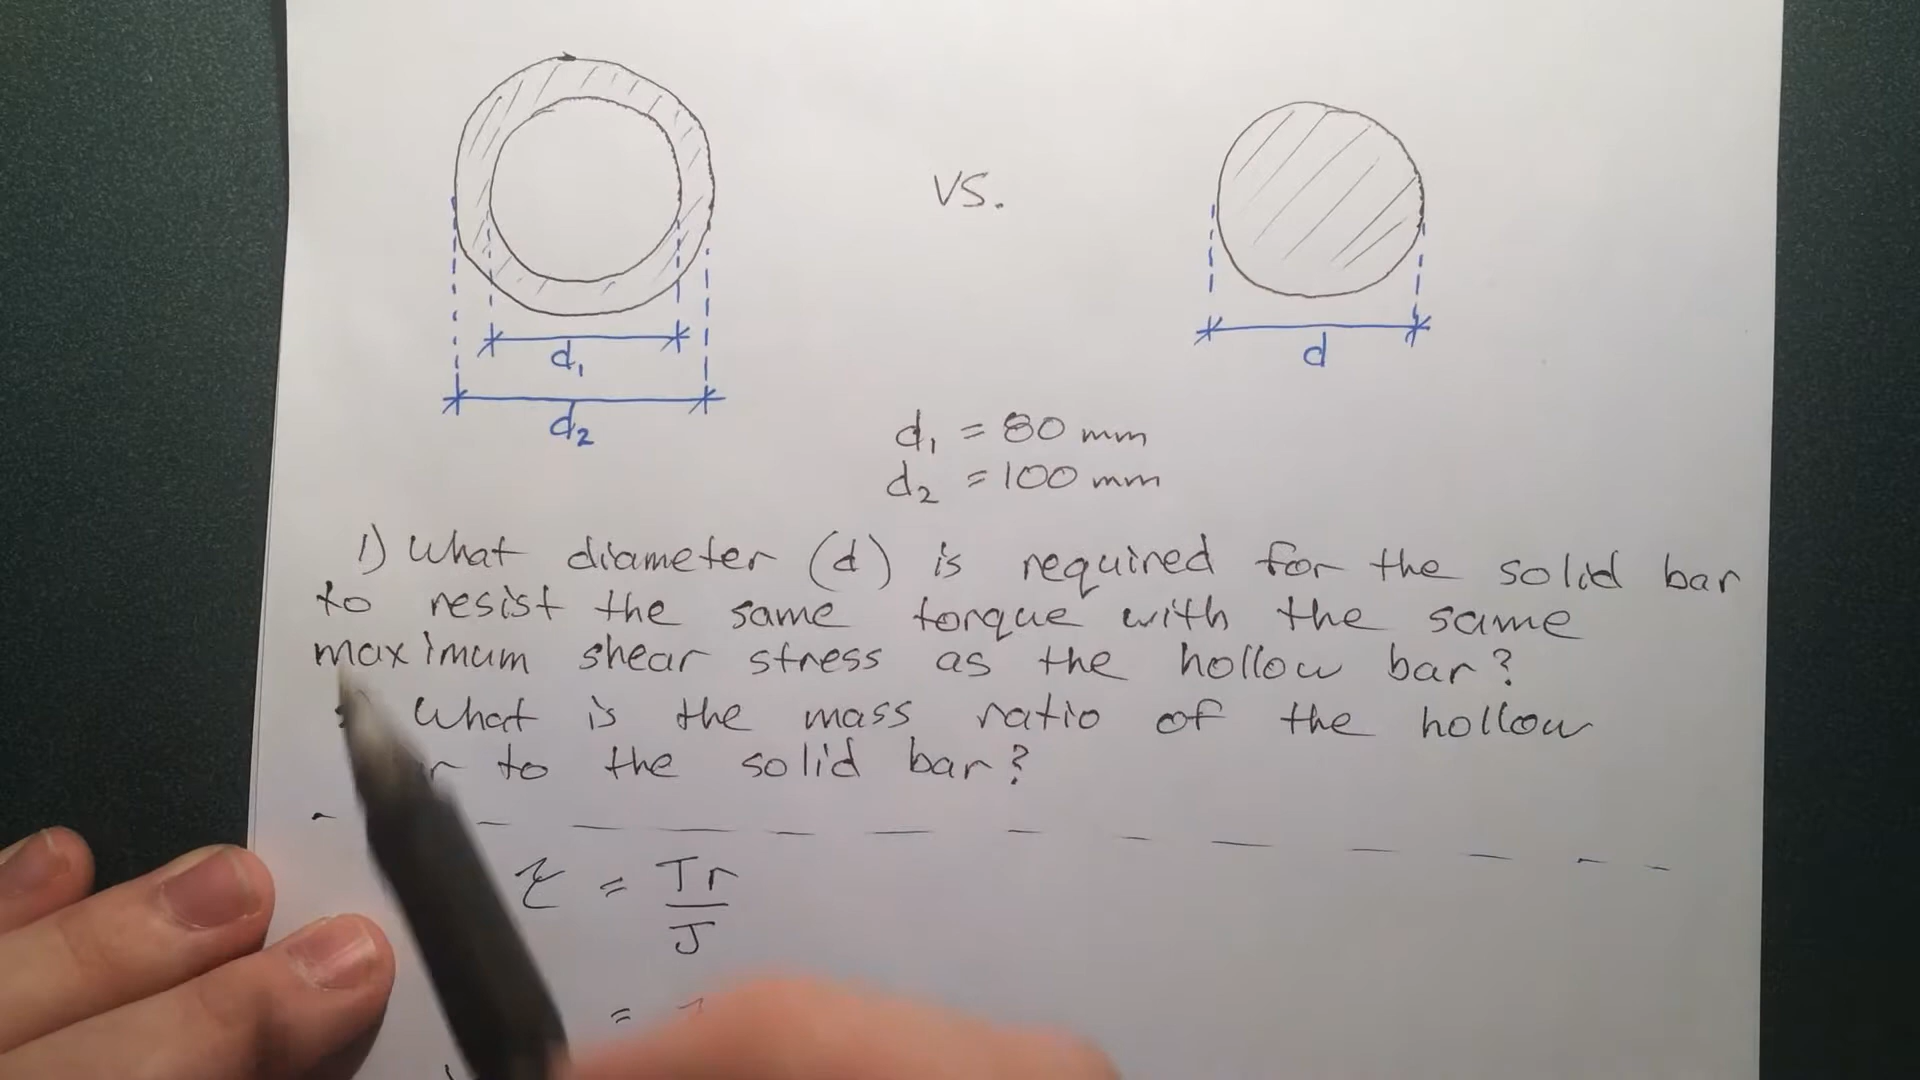 vs.
d₁
d
d₂
d₁ = 80 mm
d₂ = 100 mm
1) What diameter (d) is required for the solid bar
to resist the same torque with the same
maximum shear stress as the hollow bar?
What is the mass ratio of the hollow
to the solid bar?
τ = Tr
J
=